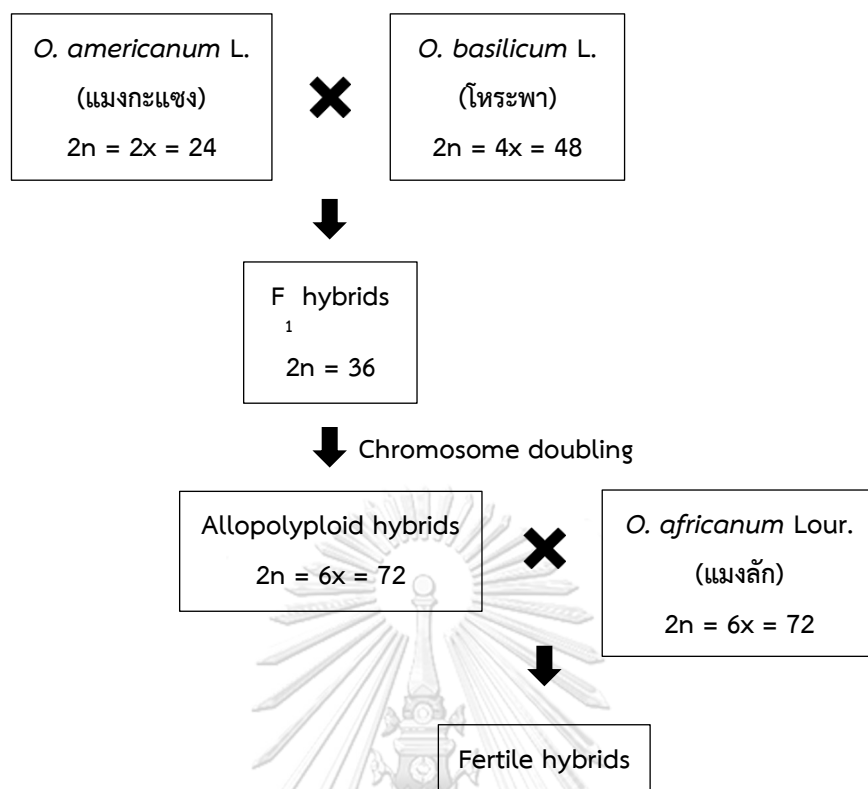 O. americanum L.
(แมงกะแซง)
2n = 2x = 24
O. basilicum L.
(โหระพา)
2n = 4x = 48
F1 hybrids
2n = 36
Chromosome doubling
Allopolyploid hybrids
2n = 6x = 72
O. africanum Lour.
(แมงลัก)
2n = 6x = 72
Fertile hybrids